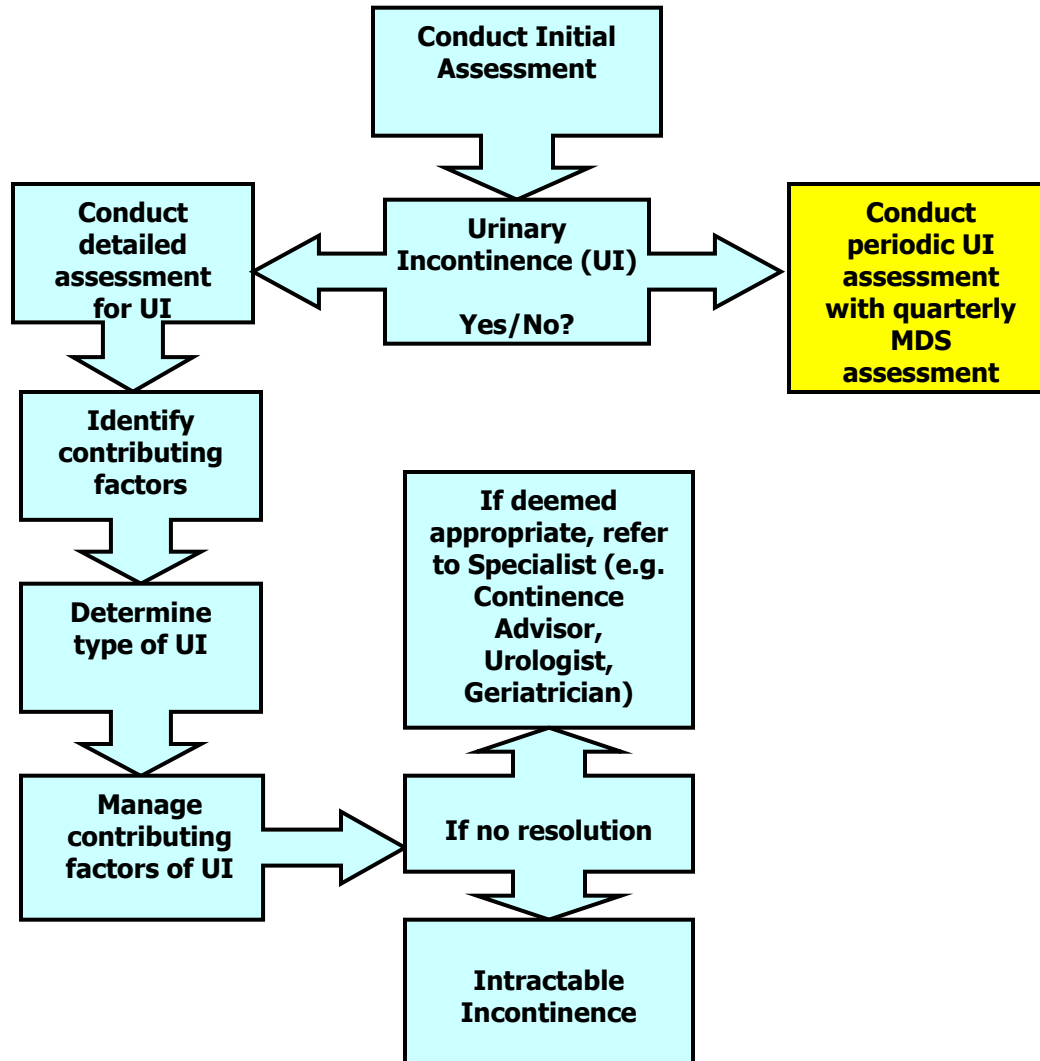 Conduct Initial
Assessment
Urinary
Incontinence (UI)
Yes/No?
Conduct
detailed
assessment
for UI
Conduct
periodic UI
assessment
with quarterly
MDS
assessment
Identify
contributing
factors
Determine
type of UI
Manage
contributing
factors of UI
If no resolution
If deemed
appropriate, refer
to Specialist (e.g.
Continence
Advisor,
Urologist,
Geriatrician)
Intractable
Incontinence